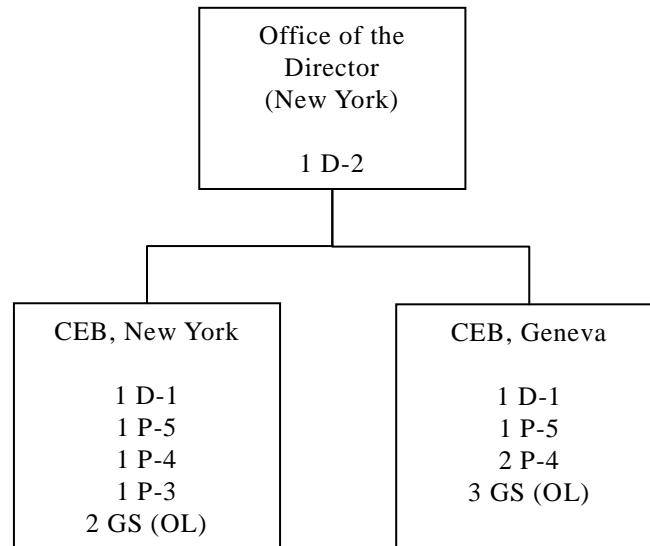 Office of the
Director
(New York)
1 D-2
CEB, New York
1 D-1
1 P-5
1 P-4
1 P-3
2 GS (OL)
CEB, Geneva
1 D-1
1 P-5
2 P-4
3 GS (OL)